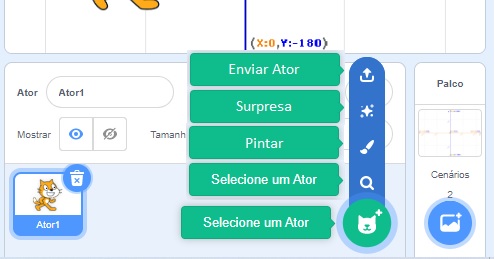 (X:0,Y:-180)
Enviar Ator
Surpresa
Pintar
Selecione um Ator
Selecione um Ator
Ator
Ator1
Mostrar
Tamanh
Ator1
Palco
Cenários
2